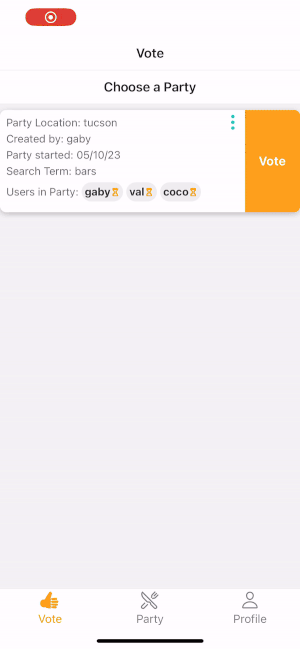 Vote
Choose a Party
Party Location: tucson
Created by: gaby
Party started: 05/10/23
Search Term: bars
Users in Party: gaby val coco
Vote
Vote Party Profile